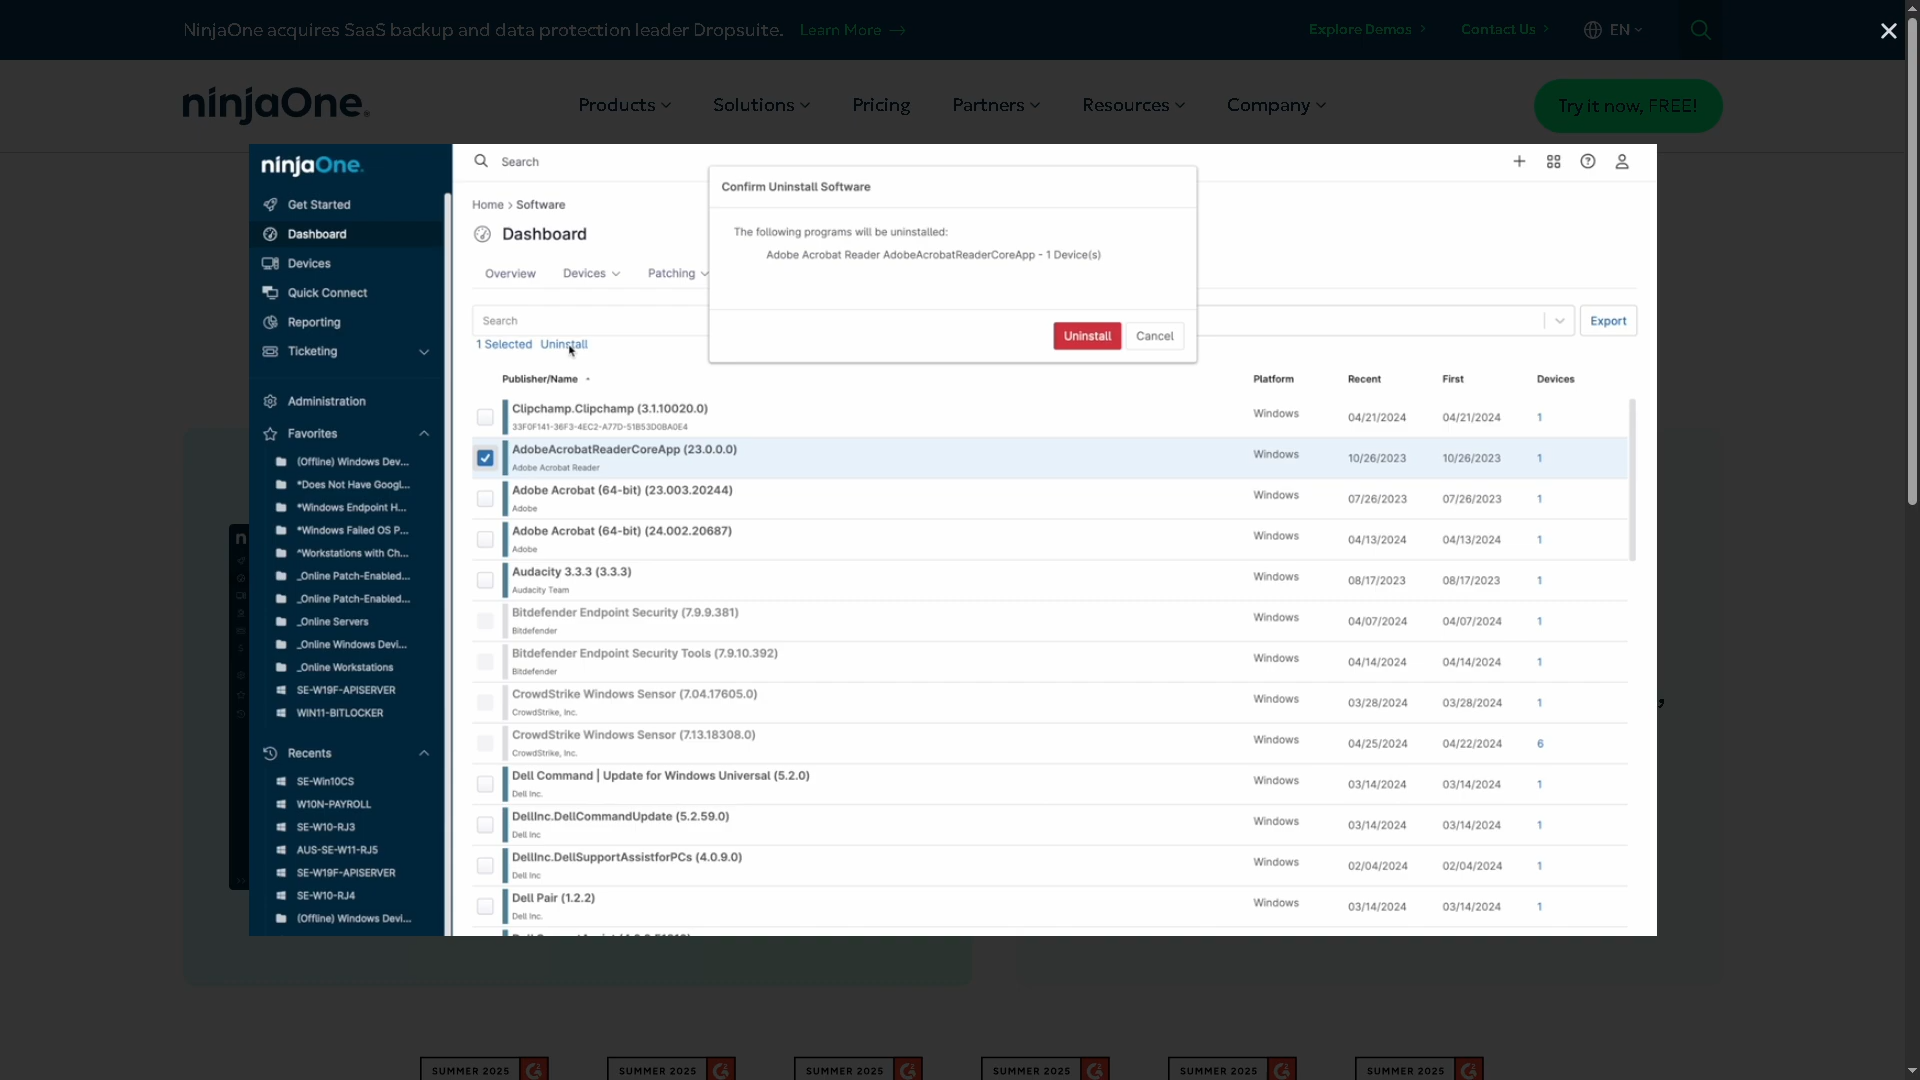 NinjaOne acquires SaaS backup and data protection leader Dropsuite. Learn More →
Explore Demos
Contact Us
EN
ninjaOne
Products
Solutions
Pricing
Partners
Resources
Company
Try it now, FREE!
ninjaOne
Get Started
Dashboard
Devices
Quick Connect
Reporting
Ticketing
Administration
Favorites
(Offline) Windows Dev...
*Does Not Have Googl...
*Windows Endpoint H...
*Windows Failed OS P...
^Workstations with Ch...
_Online Patch-Enabled...
_Online Patch-Enabled...
_Online Servers
_Online Windows Devi...
_Online Workstations
SE-W19F-APISERVER
WIN11-BITLOCKER
Recents
SE-Win10CS
W10N-PAYROLL
SE-W10-RJ3
AUS-SE-W11-RJ5
SE-W19F-APISERVER
SE-W10-RJ4
(Offline) Windows Devi...
Search
Home > Software
Dashboard
Overview
Devices
Patching
Search
Export
1 Selected Uninstall
Confirm Uninstall Software
The following programs will be uninstalled:
Adobe Acrobat Reader AdobeAcrobatReaderCoreApp - 1 Device(s)
Uninstall
Cancel
Publisher/Name Platform Recent First Devices
Clipchamp.Clipchamp (3.1.10020.0) Windows 04/21/2024 04/21/2024 1
33F0F141-36F3-4EC2-A77D-51B53D0BA0E4
AdobeAcrobatReaderCoreApp (23.0.0.0) Windows 10/26/2023 10/26/2023 1
Adobe Acrobat Reader
Adobe Acrobat (64-bit) (23.003.20244) Windows 07/26/2023 07/26/2023 1
Adobe
Adobe Acrobat (64-bit) (24.002.20687) Windows 04/13/2024 04/13/2024 1
Adobe
Audacity 3.3.3 (3.3.3) Windows 08/17/2023 08/17/2023 1
Audacity Team
Bitdefender Endpoint Security (7.9.9.381) Windows 04/07/2024 04/07/2024 1
Bitdefender
Bitdefender Endpoint Security Tools (7.9.10.392) Windows 04/14/2024 04/14/2024 1
Bitdefender
CrowdStrike Windows Sensor (7.04.17605.0) Windows 03/28/2024 03/28/2024 1
CrowdStrike, Inc.
CrowdStrike Windows Sensor (7.13.18308.0) Windows 04/25/2024 04/22/2024 6
CrowdStrike, Inc.
Dell Command | Update for Windows Universal (5.2.0) Windows 03/14/2024 03/14/2024 1
Dell Inc.
DellInc.DellCommandUpdate (5.2.59.0) Windows 03/14/2024 03/14/2024 1
Dell Inc
DellInc.DellSupportAssistforPCs (4.0.9.0) Windows 02/04/2024 02/04/2024 1
Dell Inc
Dell Pair (1.2.2) Windows 03/14/2024 03/14/2024 1
Dell Inc.
SUMMER 2025
SUMMER 2025
SUMMER 2025
SUMMER 2025
SUMMER 2025
SUMMER 2025